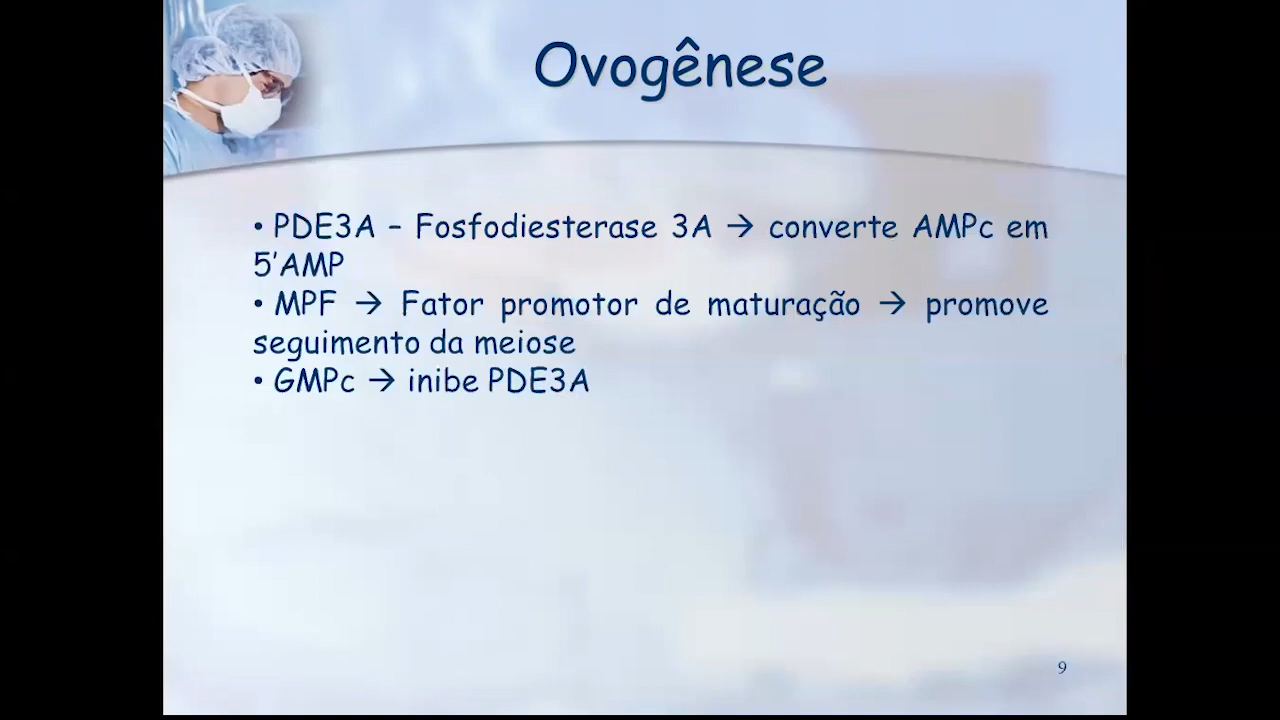 Ovogênese
• PDE3A – Fosfodiesterase 3A → converte AMPc em
5’AMP
• MPF → Fator promotor de maturação → promove
seguimento da meiose
• GMPc → inibe PDE3A
9